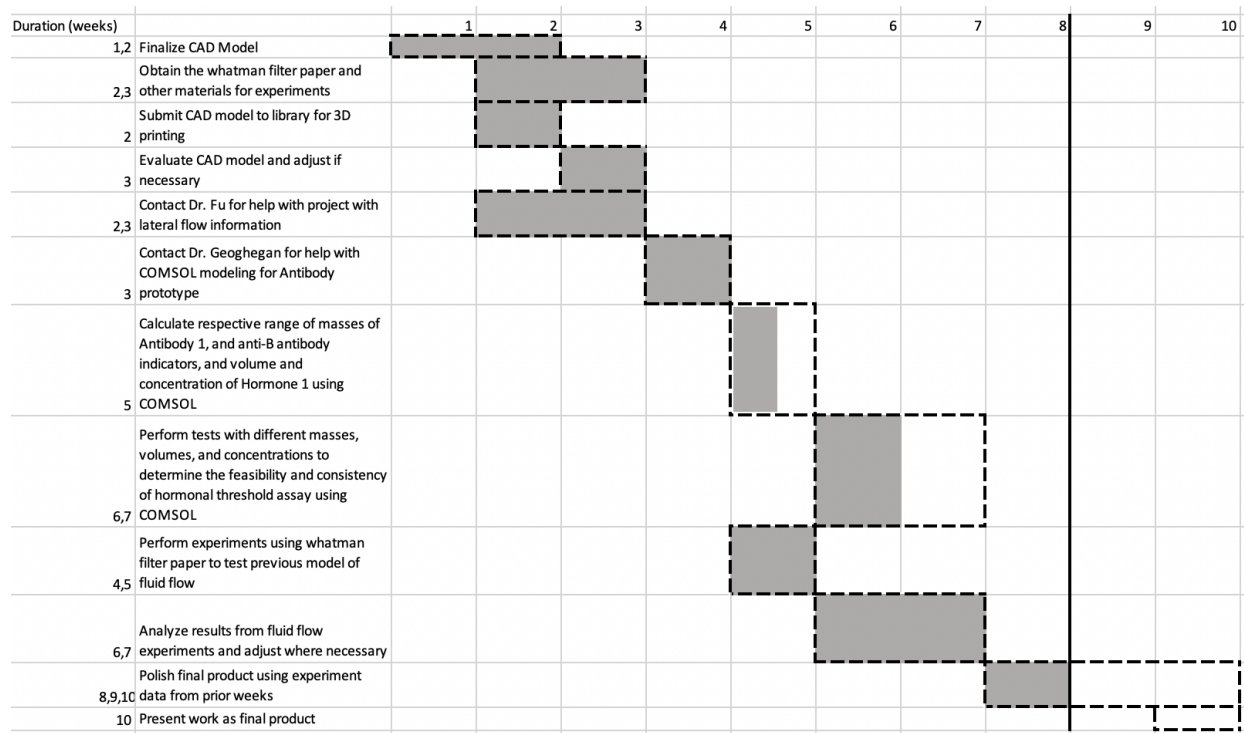 Duration (weeks) 1 2 3 4 5 6 7 8 9 10
1,2 Finalize CAD Model
Obtain the whatman filter paper and
2,3 other materials for experiments
Submit CAD model to library for 3D
2 printing
Evaluate CAD model and adjust if
3 necessary
Contact Dr. Fu for help with project with
2,3 lateral flow information
Contact Dr. Geoghegan for help with
COMSOL modeling for Antibody
3 prototype
Calculate respective range of masses of
Antibody 1, and anti-B antibody
indicators, and volume and
concentration of Hormone 1 using
5 COMSOL
Perform tests with different masses,
volumes, and concentrations to
determine the feasibility and consistency
of hormonal threshold assay using
6,7 COMSOL
Perform experiments using whatman
filter paper to test previous model of
4,5 fluid flow
Analyze results from fluid flow
6,7 experiments and adjust where necessary
Polish final product using experiment
8,9,10 data from prior weeks
10 Present work as final product